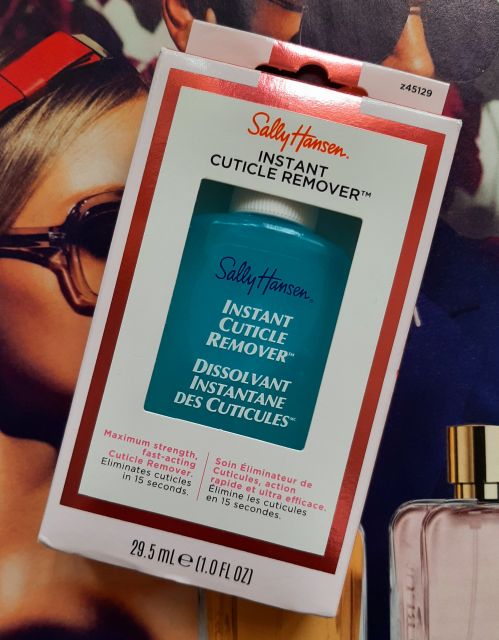 z45129
Sally Hansen®
INSTANT
CUTICLE REMOVER™
Sally Hansen®
INSTANT
CUTICLE
REMOVER™
DISSOLVANT
INSTANTANE
DES CUTICULES
Maximum strength,
fast-acting
Cuticle Remover.
Eliminates cuticles
in 15 seconds.
Soin Éliminateur de
Cuticules, action
rapide et ultra efficace.
Élimine les cuticules
en 15 secondes.
29.5 mL ℮ (1.0 FL OZ)